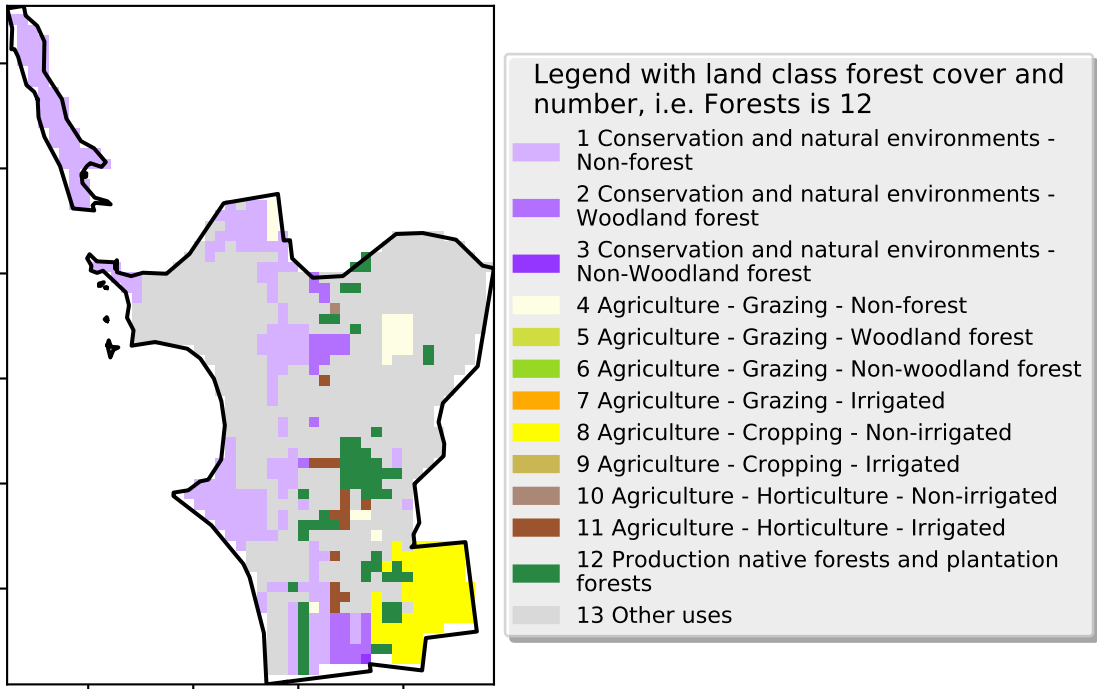 Legend with land class forest cover and
number, i.e. Forests is 12
1 Conservation and natural environments -
Non-forest
2 Conservation and natural environments -
Woodland forest
3 Conservation and natural environments -
Non-Woodland forest
4 Agriculture - Grazing - Non-forest
5 Agriculture - Grazing - Woodland forest
6 Agriculture - Grazing - Non-woodland forest
7 Agriculture - Grazing - Irrigated
8 Agriculture - Cropping - Non-irrigated
9 Agriculture - Cropping - Irrigated
10 Agriculture - Horticulture - Non-irrigated
11 Agriculture - Horticulture - Irrigated
12 Production native forests and plantation
forests
13 Other uses